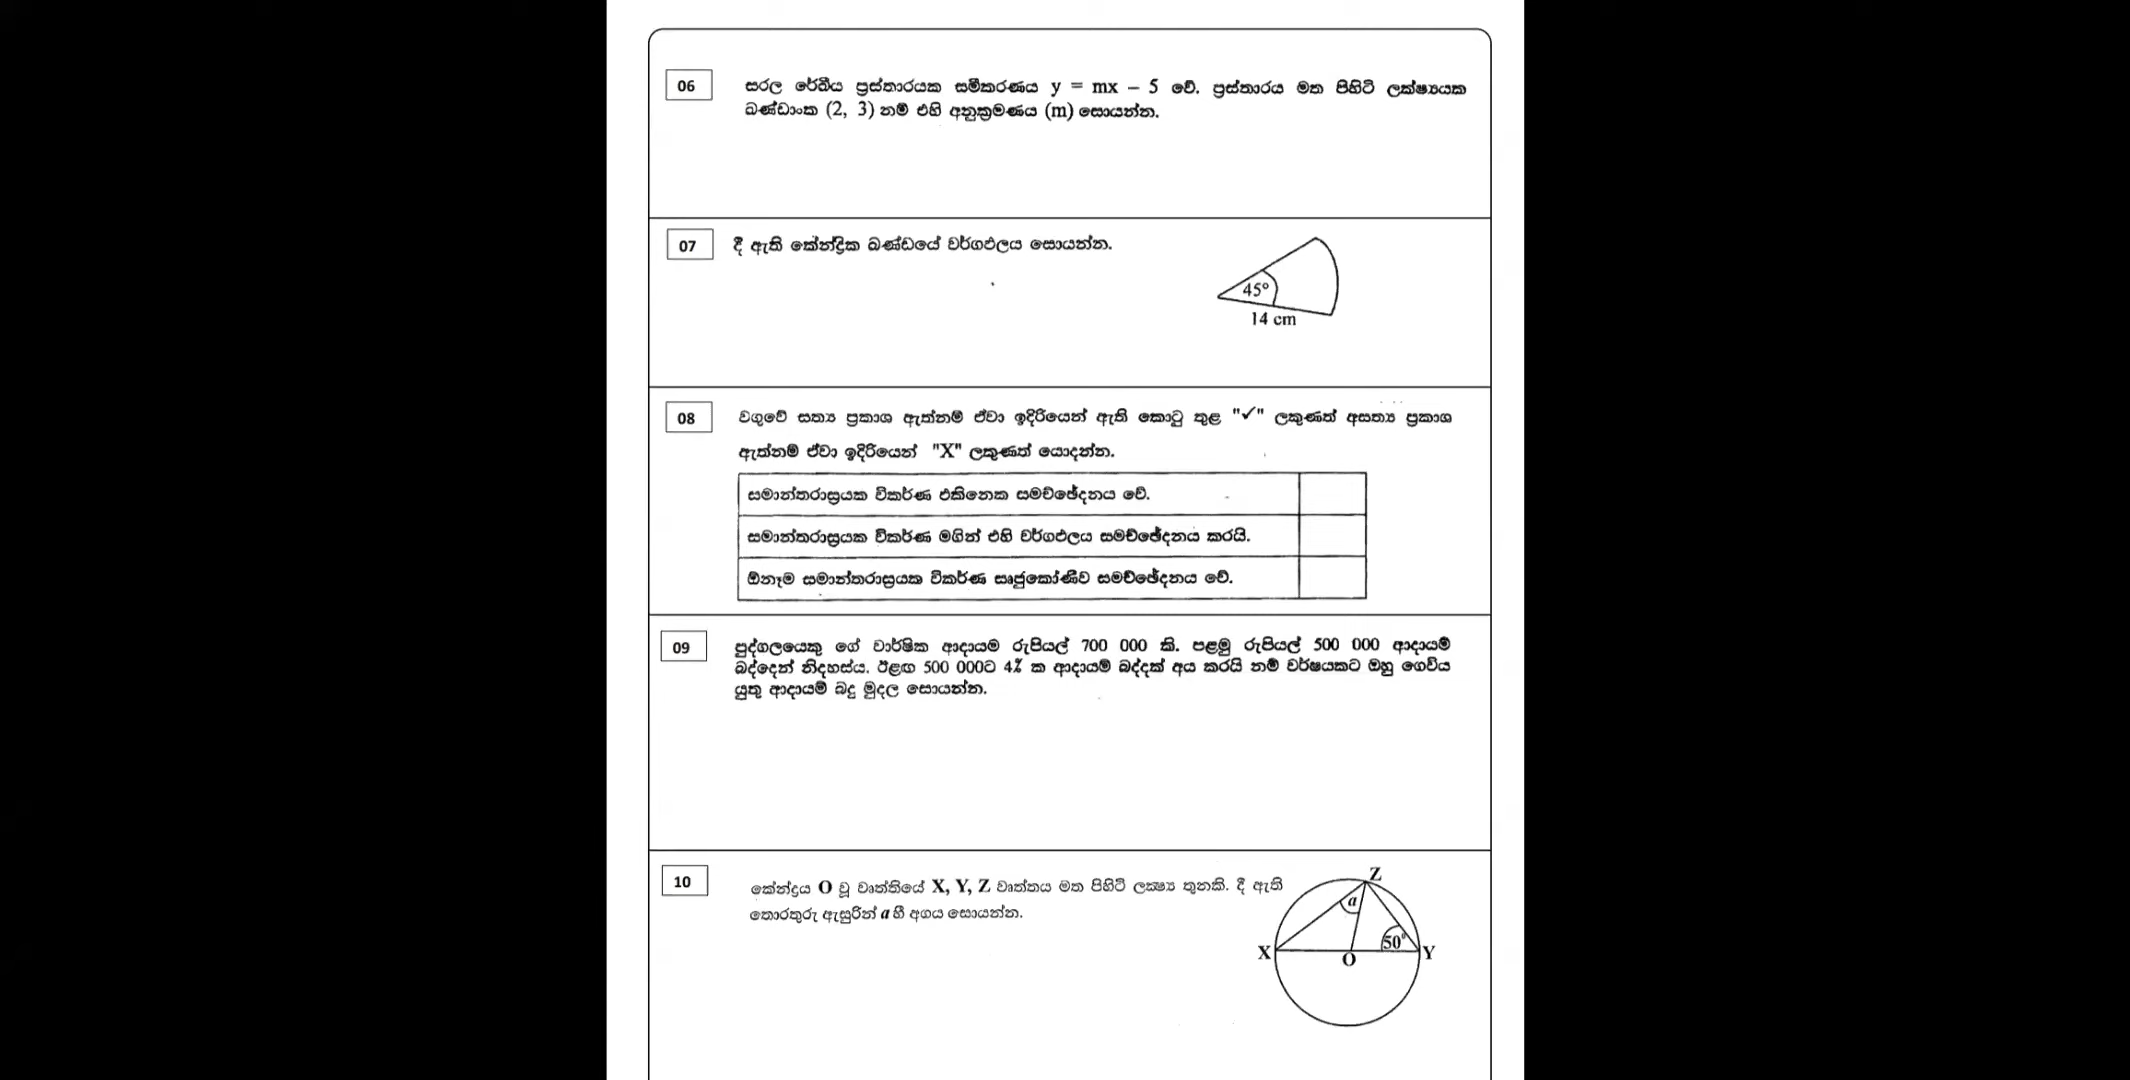 06
සරල රේඛීය ප්‍රස්තාරයක සමීකරණය y = mx – 5 වේ. ප්‍රස්තාරය මත පිහිටි ලක්ෂ්‍යයක
ඛණ්ඩාංක (2, 3) නම් එහි අනුක්‍රමණය (m) සොයන්න.
07
දී ඇති කේන්ද්‍රික ඛණ්ඩයේ වර්ගඵලය සොයන්න.
45°
14 cm
08
වගුවේ සත්‍ය ප්‍රකාශ ඇත්නම් ඒවා ඉදිරියෙන් ඇති කොටු තුළ "✓" ලකුණත් අසත්‍ය ප්‍රකාශ
ඇත්නම් ඒවා ඉදිරියෙන් "X" ලකුණත් යොදන්න.
සමාන්තරාස්‍රයක විකර්ණ එකිනෙක සමච්ඡේදනය වේ.
සමාන්තරාස්‍රයක විකර්ණ මගින් එහි වර්ගඵලය සමච්ඡේදනය කරයි.
ඕනෑම සමාන්තරාස්‍රයක විකර්ණ ඍජුකෝණීව සමච්ඡේදනය වේ.
09
පුද්ගලයෙකු ගේ වාර්ෂික ආදායම රුපියල් 700 000 කි. පළමු රුපියල් 500 000 ආදායම්
බද්දෙන් නිදහස්ය. ඊළඟ 500 000ට 4% ක ආදායම් බද්දක් අය කරයි නම් වර්ෂයකට ඔහු ගෙවිය
යුතු ආදායම් බදු මුදල සොයන්න.
10
කේන්ද්‍රය O වූ වෘත්තයේ X, Y, Z වෘත්තය මත පිහිටි ලක්‍ෂ්‍ය තුනකි. දී ඇති
තොරතුරු ඇසුරින් a හි අගය සොයන්න.
Z
a
50°
X
O
Y